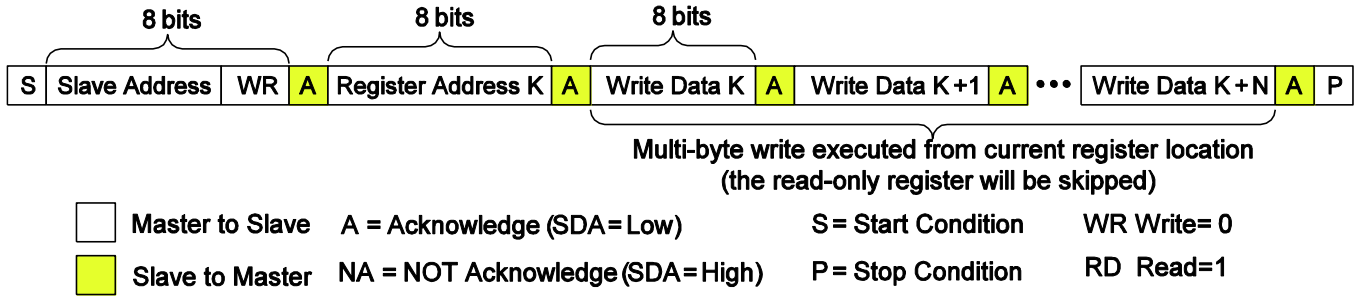 8 bits 8 bits 8 bits
S Slave Address WR A Register Address K A Write Data K A Write Data K+1 A ••• Write Data K+N A P
Multi-byte write executed from current register location
(the read-only register will be skipped)
Master to Slave A = Acknowledge (SDA=Low) S= Start Condition WR Write= 0
Slave to Master NA = NOT Acknowledge (SDA=High) P= Stop Condition RD Read=1